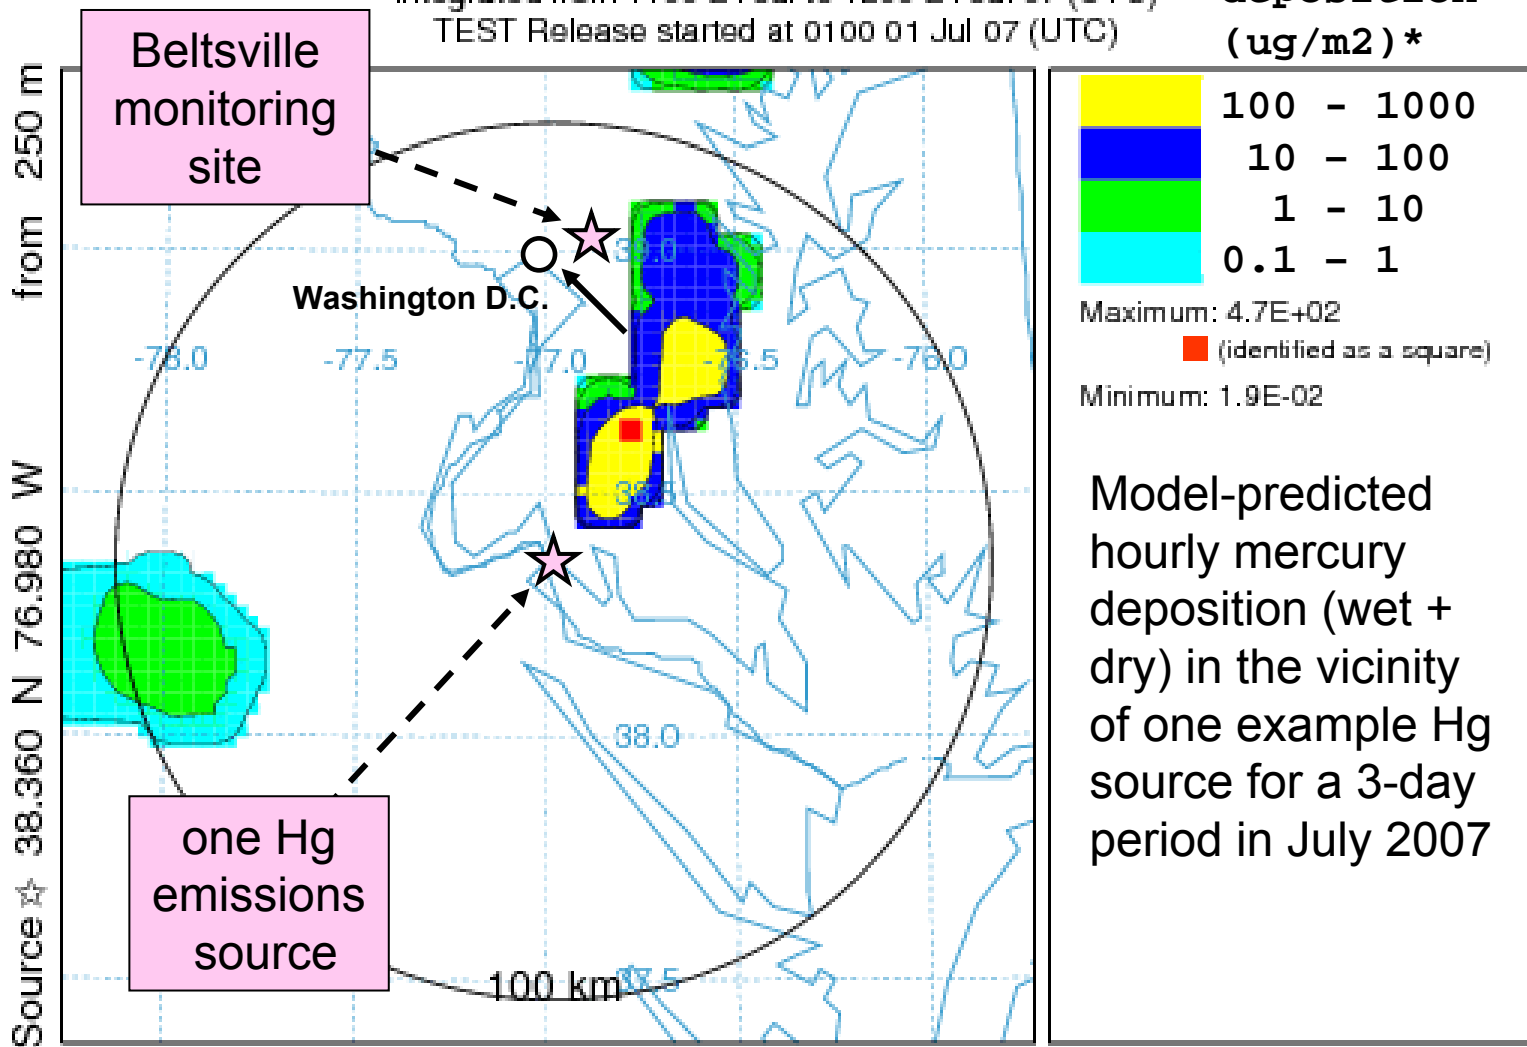 TEST Release started at 0100 01 Jul 07 (UTC)
deposition
(ug/m2)*
Beltsville
monitoring
site
100 - 1000
10 - 100
1 - 10
0.1 - 1
Maximum: 4.7E+02
(identified as a square)
Minimum: 1.9E-02
Model-predicted
hourly mercury
deposition (wet +
dry) in the vicinity
of one example Hg
source for a 3-day
period in July 2007
Source ☆ 38.360 N 76.980 W from 250 m
39.0
Washington D.C.
-78.0 -77.5 -77.0 -76.5 -76.0
38.5
38.0
one Hg
emissions
source
100 km
37.5